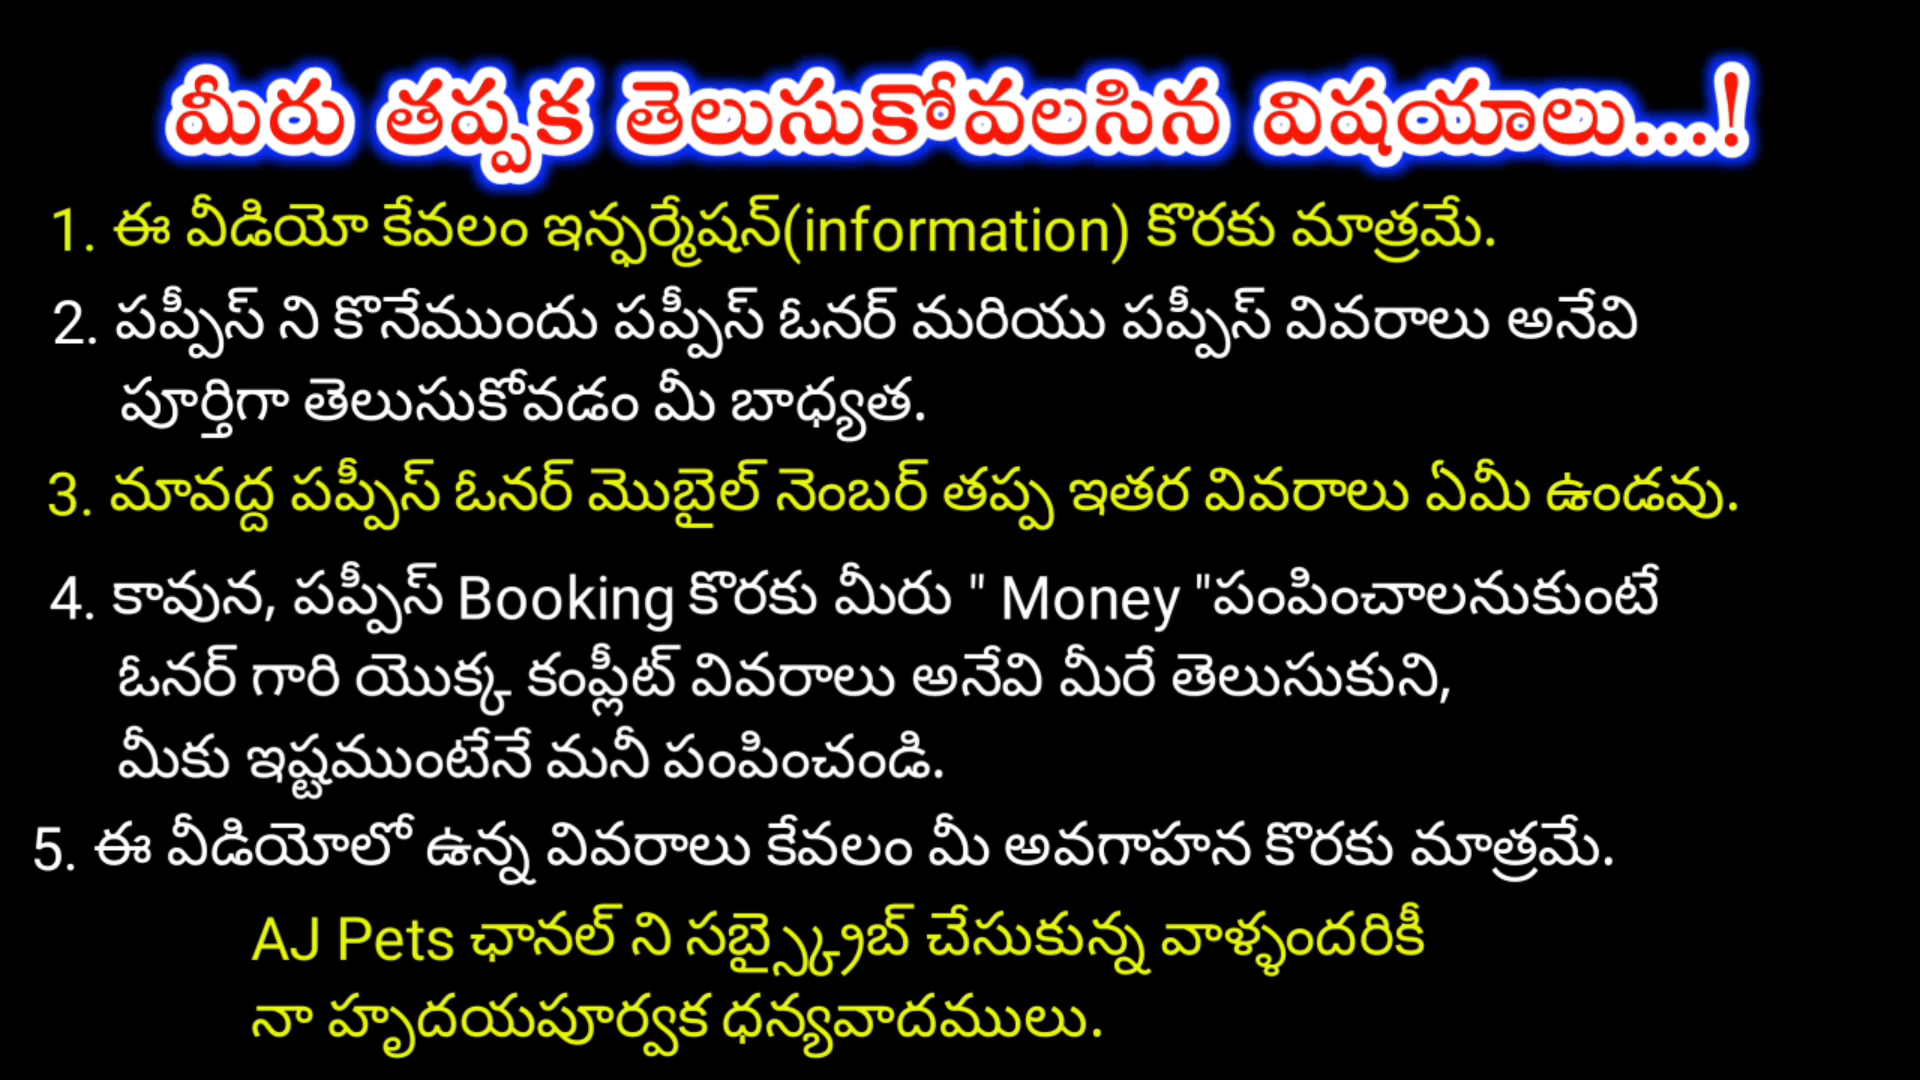 మీరు తప్పక తెలుసుకోవలసిన విషయాలు...!
1. ఈ వీడియో కేవలం ఇన్ఫర్మేషన్(information) కొరకు మాత్రమే.
2. పప్పీస్ ని కొనేముందు పప్పీస్ ఓనర్ మరియు పప్పీస్ వివరాలు అనేవి
పూర్తిగా తెలుసుకోవడం మీ బాధ్యత.
3. మావద్ద పప్పీస్ ఓనర్ మొబైల్ నెంబర్ తప్ప ఇతర వివరాలు ఏమీ ఉండవు.
4. కావున, పప్పీస్ Booking కొరకు మీరు " Money "పంపించాలనుకుంటే
ఓనర్ గారి యొక్క కంప్లీట్ వివరాలు అనేవి మీరే తెలుసుకుని,
మీకు ఇష్టముంటేనే మనీ పంపించండి.
5. ఈ వీడియోలో ఉన్న వివరాలు కేవలం మీ అవగాహన కొరకు మాత్రమే.
AJ Pets ఛానల్ ని సబ్స్క్రైబ్ చేసుకున్న వాళ్ళందరికీ
నా హృదయపూర్వక ధన్యవాదములు.